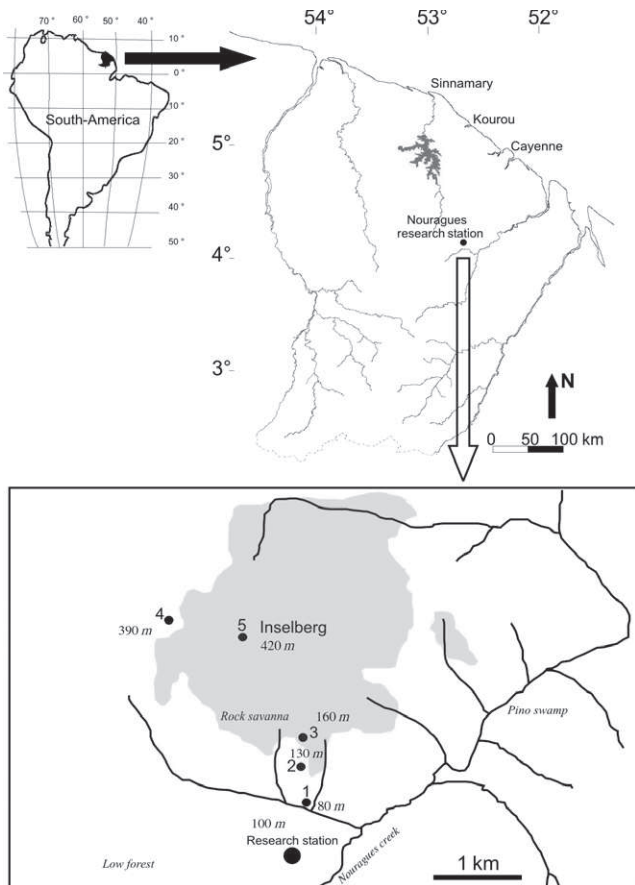 54° 53° 52°
70° 60° 50° 40°
10°
0°
South-America
10°
20°
30°
40°
50°
Sinnamary
Kourou
Cayenne
5°
Nouragues
research station
4°
3°
N
0 50 100 km
4
390 m
5
Inselberg
420 m
Rock savanna
160 m
3
130 m
2
Pino swamp
1
80 m
100 m
Research station
Low forest
Nouragues creek
1 km